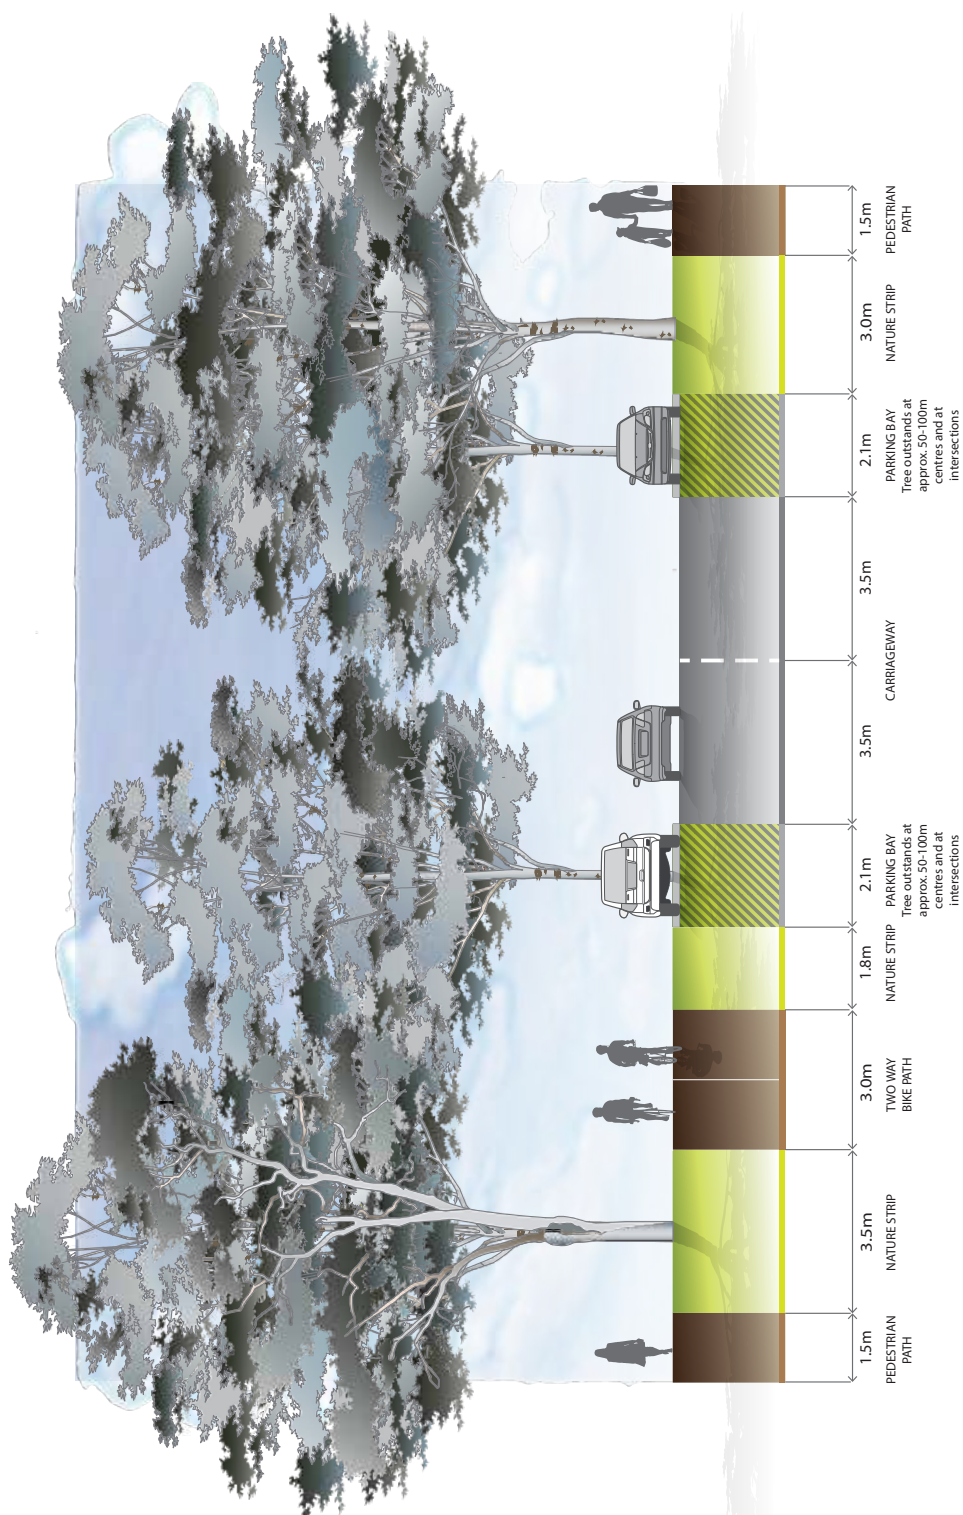 1.5m
PEDESTRIAN
PATH
3.5m
NATURE STRIP
3.0m
TWO WAY
BIKE PATH
1.8m
NATURE STRIP
2.1m
PARKING BAY
Tree outstands at
approx. 50-100m
centres and at
intersections
3.5m
3.5m
CARRIAGEWAY
2.1m
PARKING BAY
Tree outstands at
approx. 50-100m
centres and at
intersections
3.0m
NATURE STRIP
1.5m
PEDESTRIAN
PATH